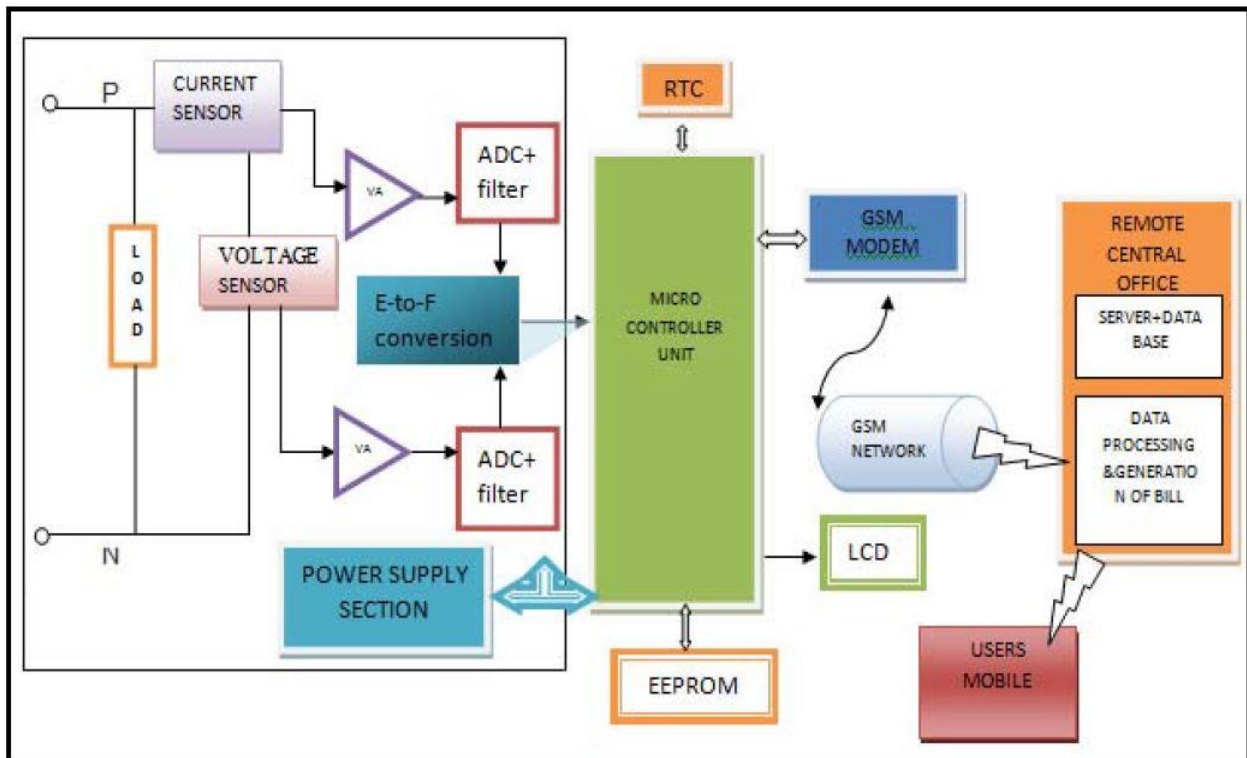 P
CURRENT
SENSOR
RTC
VA
ADC+
filter
GSM
MODEM
REMOTE
CENTRAL
OFFICE
L
O
A
D
VOLTAGE
SENSOR
E-to-F
conversion
MICRO
CONTROLLER
UNIT
SERVER+DATA
BASE
VA
ADC+
filter
GSM
NETWORK
DATA
PROCESSING
&GENERATIO
N OF BILL
N
POWER SUPPLY
SECTION
LCD
EEPROM
USERS
MOBILE